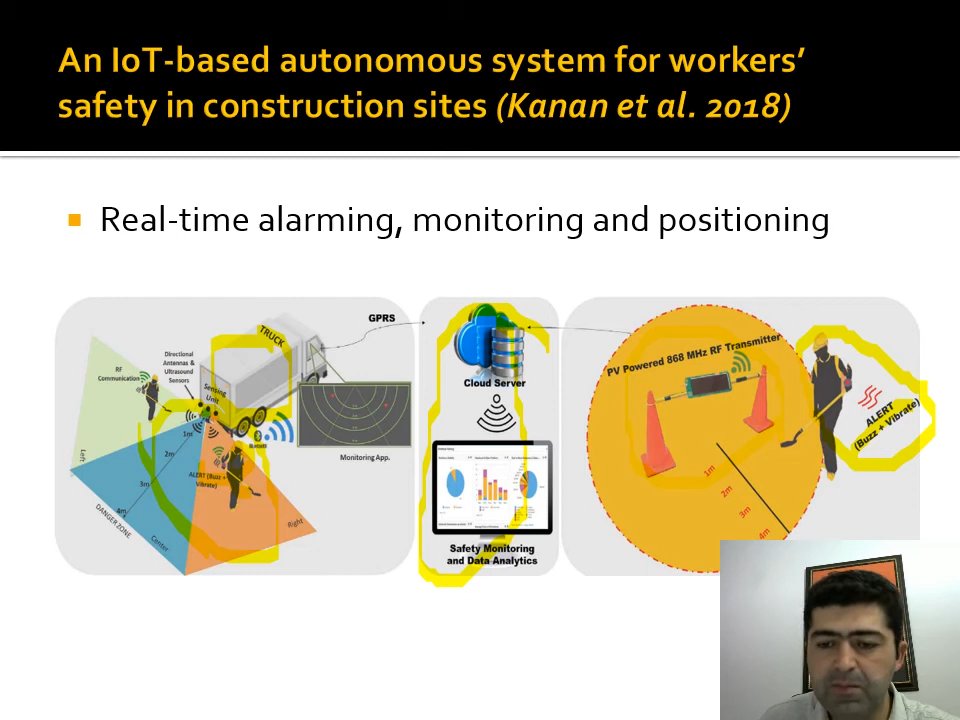 An IoT-based autonomous system for workers’
safety in construction sites (Kanan et al. 2018)
Real-time alarming, monitoring and positioning
GPRS
TRUCK
Directional
Antennas &
Ultrasound
Sensors
RF
Communication
Sensing
Unit
1m
2m
3m
4m
Left
DANGER ZONE
Center
Right
ALERT (Buzz +
Vibrate)
Monitoring App.
Cloud Server
Safety Monitoring
and Data Analytics
PV Powered 868 MHz RF Transmitter
1m
2m
3m
4m
ALERT
(Buzz + Vibrate)